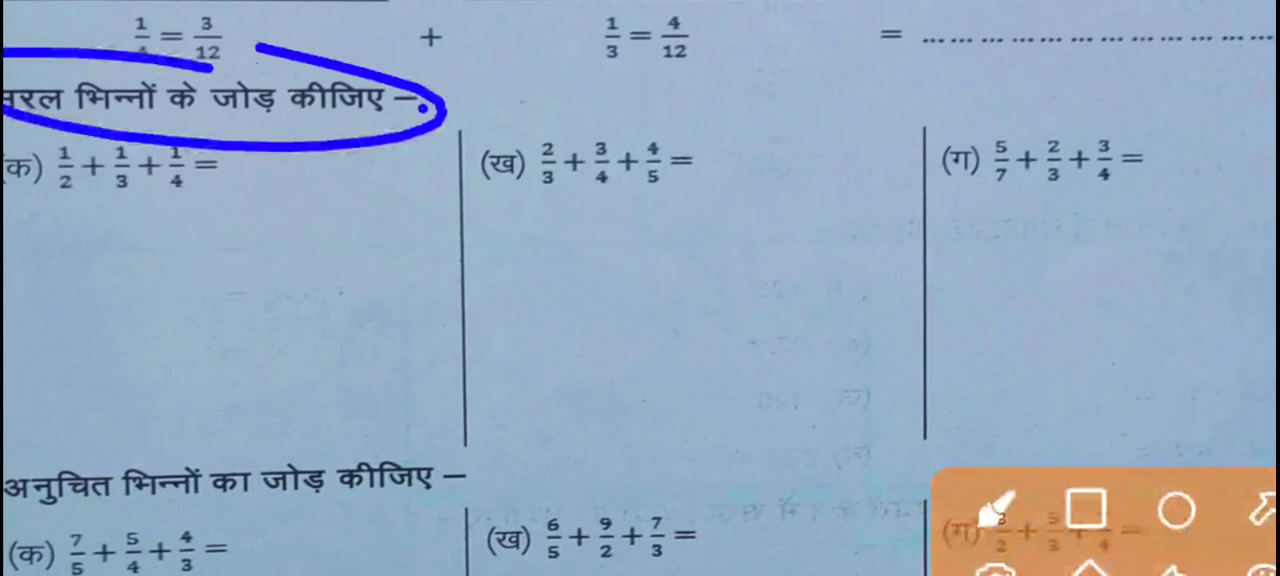 1/4 = 3/12 + 1/3 = 4/12 = ........................
सरल भिन्नों के जोड़ कीजिए –
(क) 1/2 + 1/3 + 1/4 = (ख) 2/3 + 3/4 + 4/5 = (ग) 5/7 + 2/3 + 3/4 =
अनुचित भिन्नों का जोड़ कीजिए –
(क) 7/5 + 5/4 + 4/3 = (ख) 6/5 + 9/2 + 7/3 = (ग)